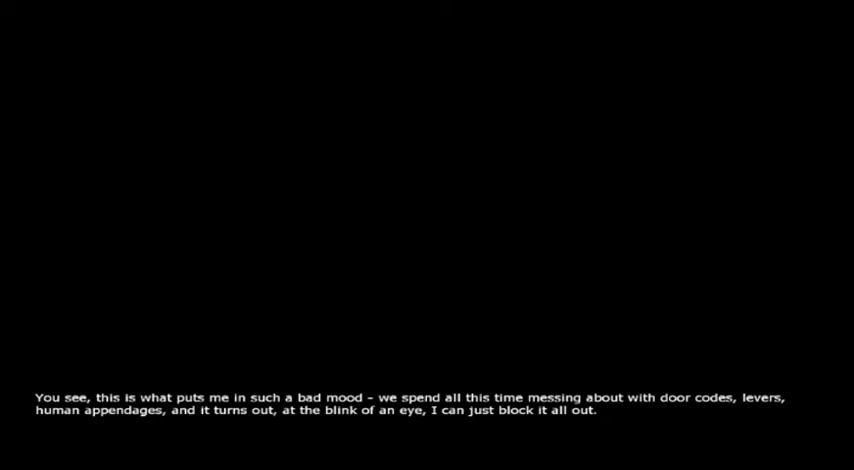 You see, this is what puts me in such a bad mood - we spend all this time messing about with door codes, levers,
human appendages, and it turns out, at the blink of an eye, I can just block it all out.